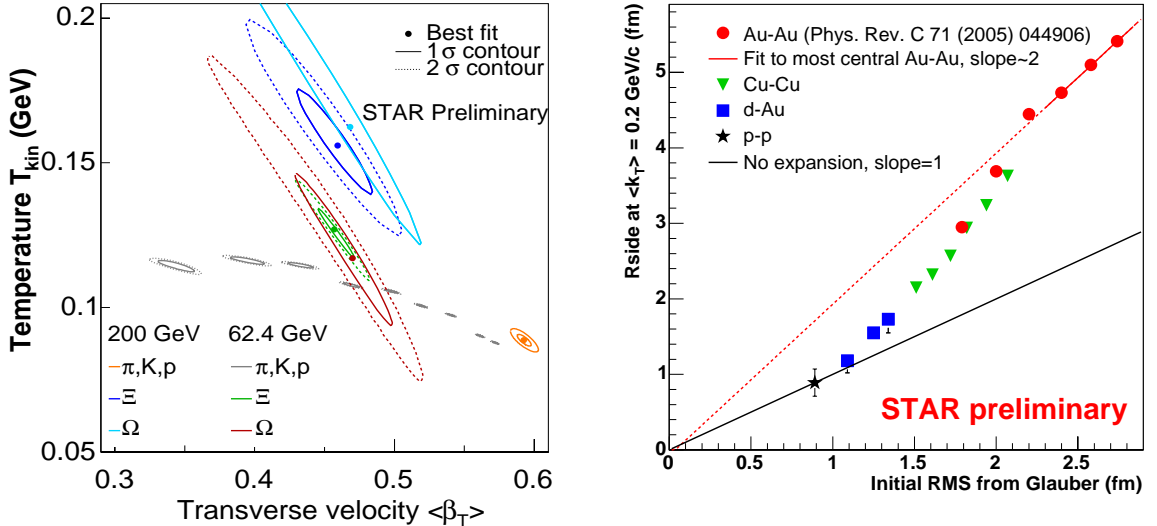 0.2
0.15
0.1
0.05
Temperature T_kin (GeV)
Best fit
1 σ contour
2 σ contour
STAR Preliminary
200 GeV 62.4 GeV
π,K,p π,K,p
Ξ Ξ
Ω Ω
0.3 0.4 0.5 0.6
Transverse velocity <β_T>
Rside at <k_T> = 0.2 GeV/c (fm)
5
4
3
2
1
0
Au-Au (Phys. Rev. C 71 (2005) 044906)
Fit to most central Au-Au, slope~2
Cu-Cu
d-Au
p-p
No expansion, slope=1
STAR preliminary
0 0.5 1 1.5 2 2.5
Initial RMS from Glauber (fm)